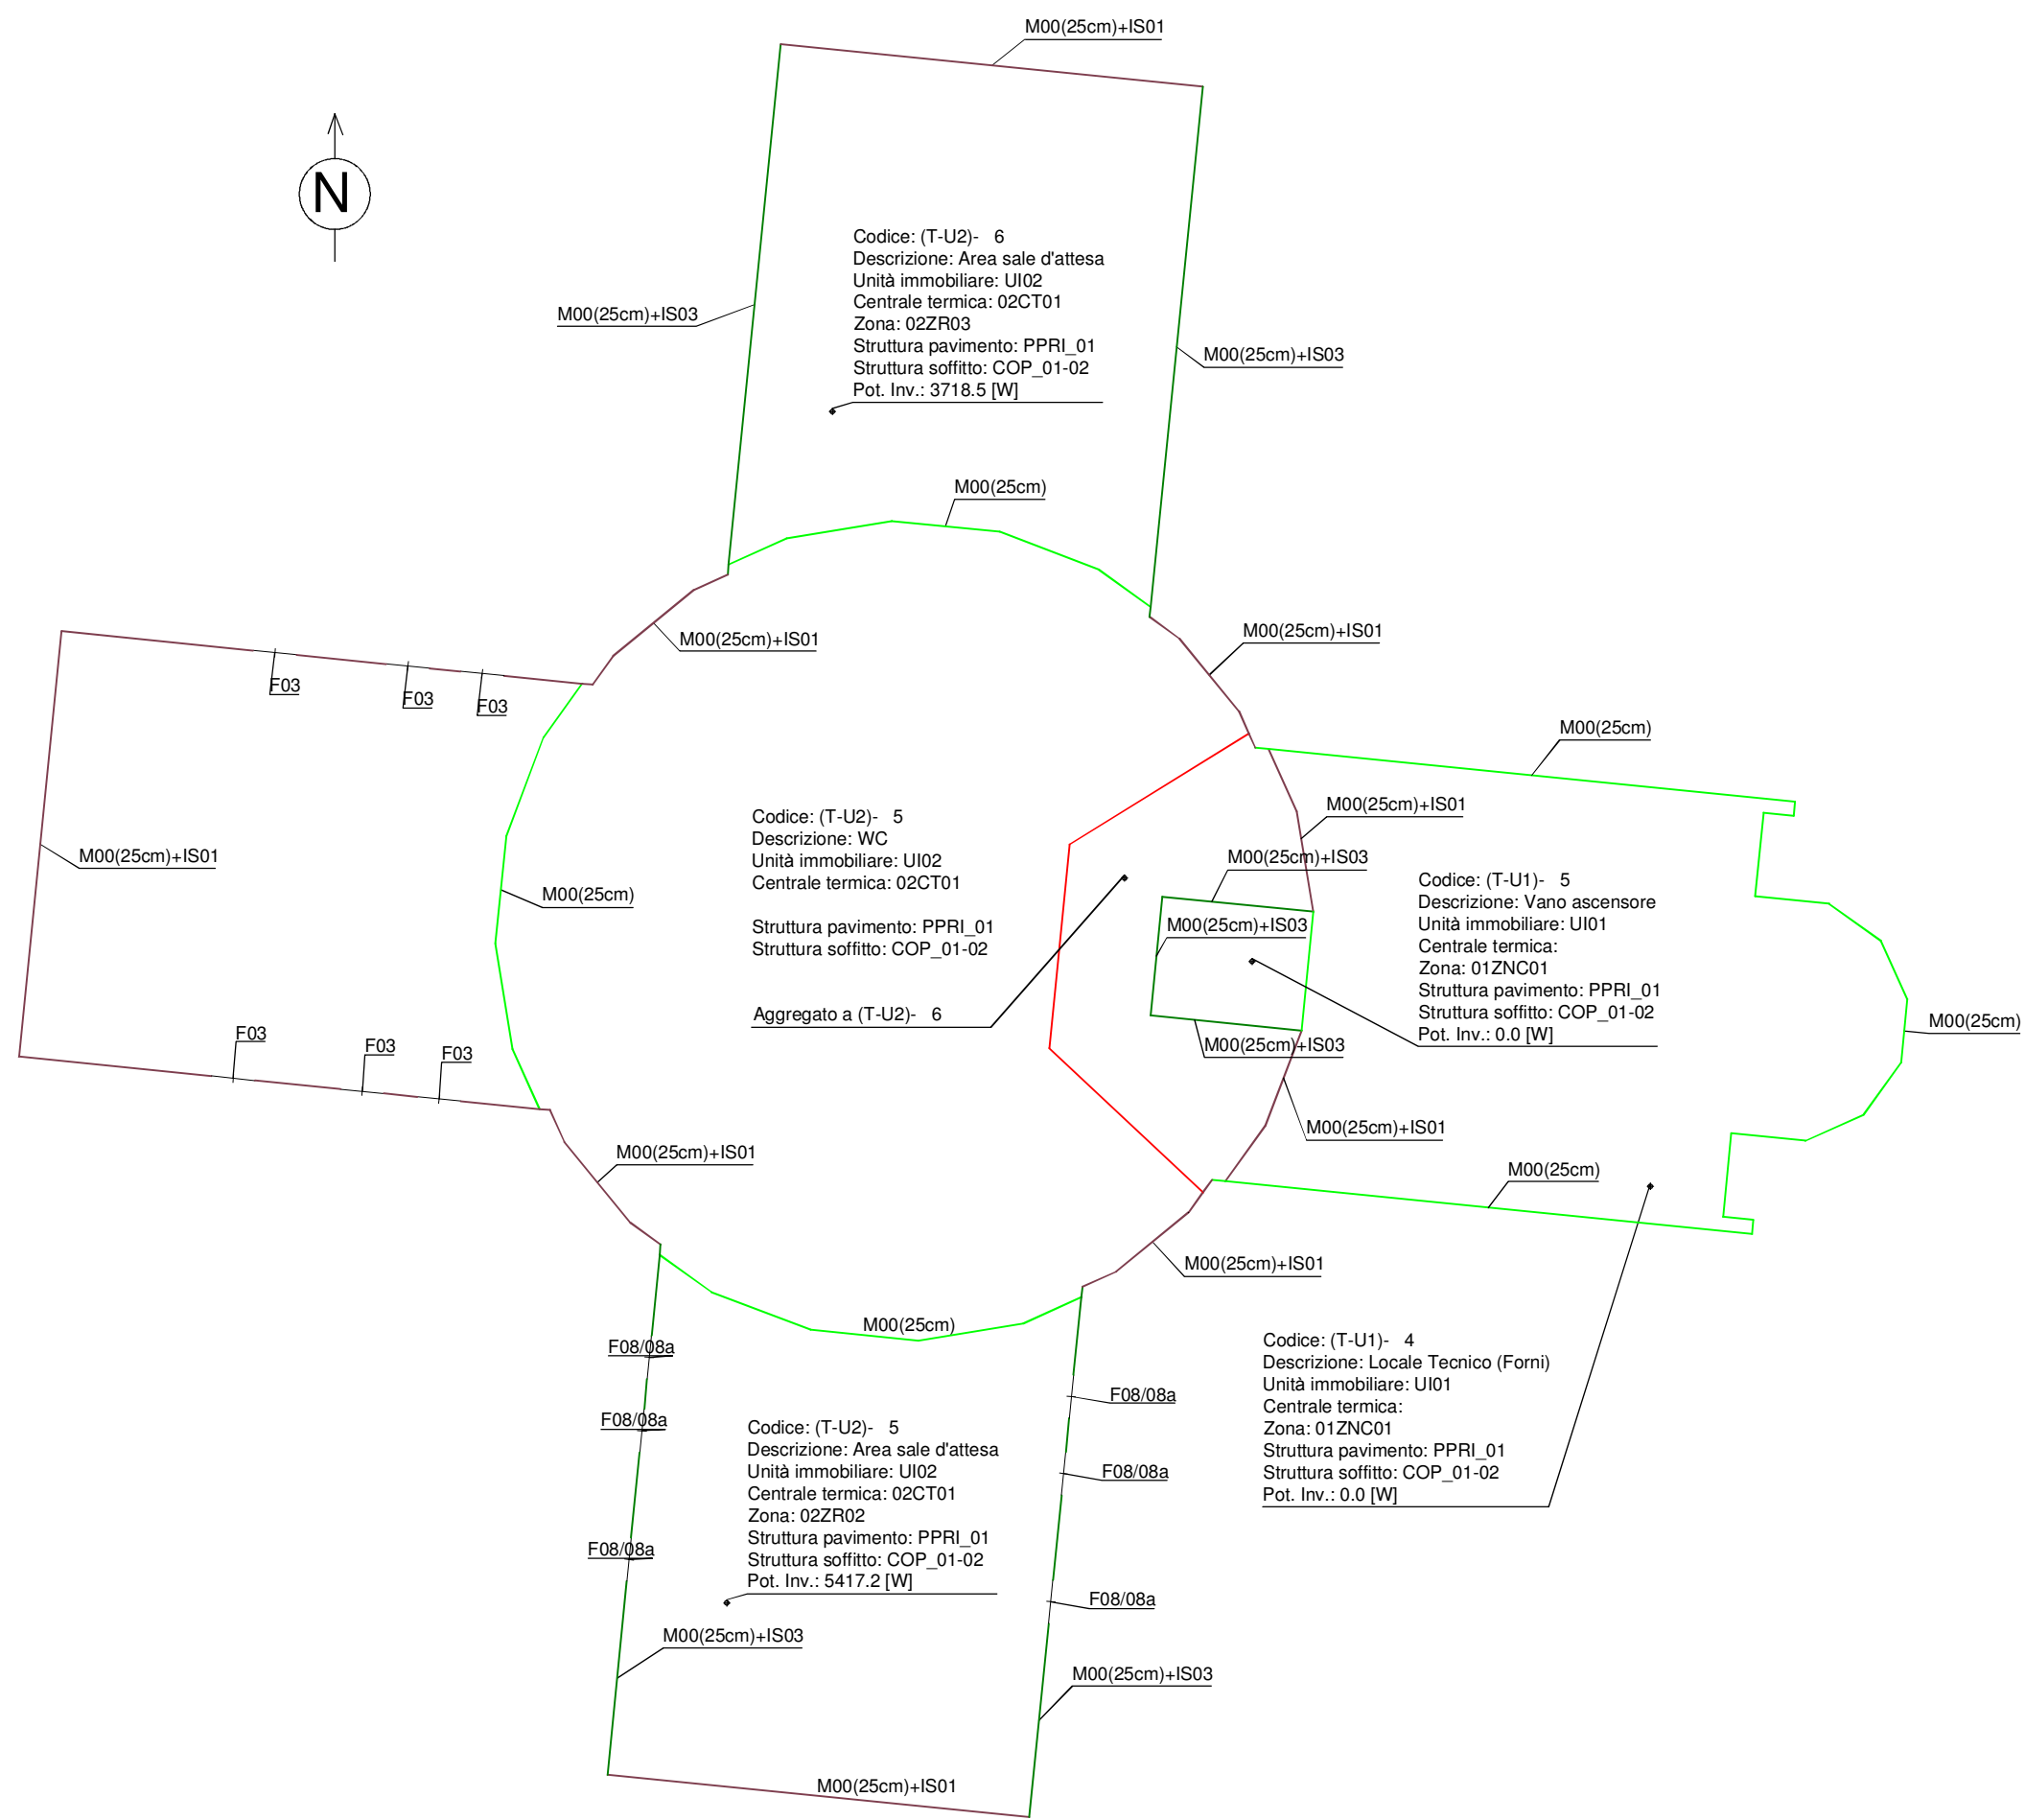 M00(25cm)+IS01
N
Codice: (T-U2)- 6
Descrizione: Area sale d'attesa
Unità immobiliare: UI02
Centrale termica: 02CT01
Zona: 02ZR03
Struttura pavimento: PPRI_01
Struttura soffitto: COP_01-02
Pot. Inv.: 3718.5 [W]
M00(25cm)+IS03
M00(25cm)+IS03
M00(25cm)
M00(25cm)+IS01
M00(25cm)+IS01
F03
F03
F03
M00(25cm)
M00(25cm)+IS01
M00(25cm)+IS01
M00(25cm)
Codice: (T-U2)- 5
Descrizione: WC
Unità immobiliare: UI02
Centrale termica: 02CT01
Struttura pavimento: PPRI_01
Struttura soffitto: COP_01-02
Aggregato a (T-U2)- 6
M00(25cm)+IS03
M00(25cm)+IS03
M00(25cm)+IS03
Codice: (T-U1)- 5
Descrizione: Vano ascensore
Unità immobiliare: UI01
Centrale termica:
Zona: 01ZNC01
Struttura pavimento: PPRI_01
Struttura soffitto: COP_01-02
Pot. Inv.: 0.0 [W]
M00(25cm)
F03
F03
F03
M00(25cm)+IS01
M00(25cm)+IS01
M00(25cm)
M00(25cm)+IS01
M00(25cm)
F08/08a
F08/08a
F08/08a
Codice: (T-U2)- 5
Descrizione: Area sale d'attesa
Unità immobiliare: UI02
Centrale termica: 02CT01
Zona: 02ZR02
Struttura pavimento: PPRI_01
Struttura soffitto: COP_01-02
Pot. Inv.: 5417.2 [W]
F08/08a
F08/08a
F08/08a
Codice: (T-U1)- 4
Descrizione: Locale Tecnico (Forni)
Unità immobiliare: UI01
Centrale termica:
Zona: 01ZNC01
Struttura pavimento: PPRI_01
Struttura soffitto: COP_01-02
Pot. Inv.: 0.0 [W]
M00(25cm)+IS03
M00(25cm)+IS03
M00(25cm)+IS01